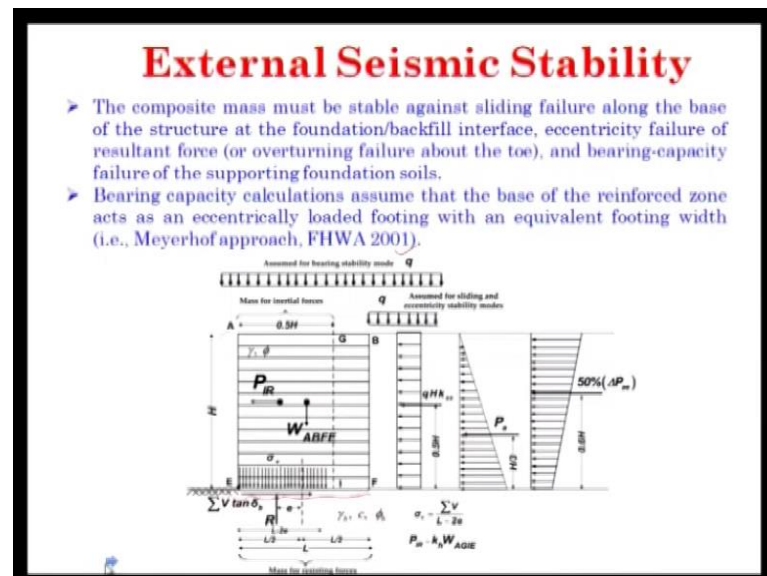 External Seismic Stability
➤ The composite mass must be stable against sliding failure along the base
of the structure at the foundation/backfill interface, eccentricity failure of
resultant force (or overturning failure about the toe), and bearing-capacity
failure of the supporting foundation soils.
➤ Bearing capacity calculations assume that the base of the reinforced zone
acts as an eccentrically loaded footing with an equivalent footing width
(i.e., Meyerhof approach, FHWA 2001).
Assumed for bearing stability mode q
Mass for inertial forces
q Assumed for sliding and
eccentricity stability modes
A 0.5H G B
γ, ϕ
P_IR
W_ABFE
H
qHk
0.5H
P_a
H/3
50%(ΔP_ae)
0.6H
σ_v
E I F
ΣV tan δ_b
e
R
γ_b, c, ϕ_b
σ_v = ΣV
L - 2e
L-2e
L/2 L/2
L
P_IR = k_h W_AGIE
Mass for resisting forces